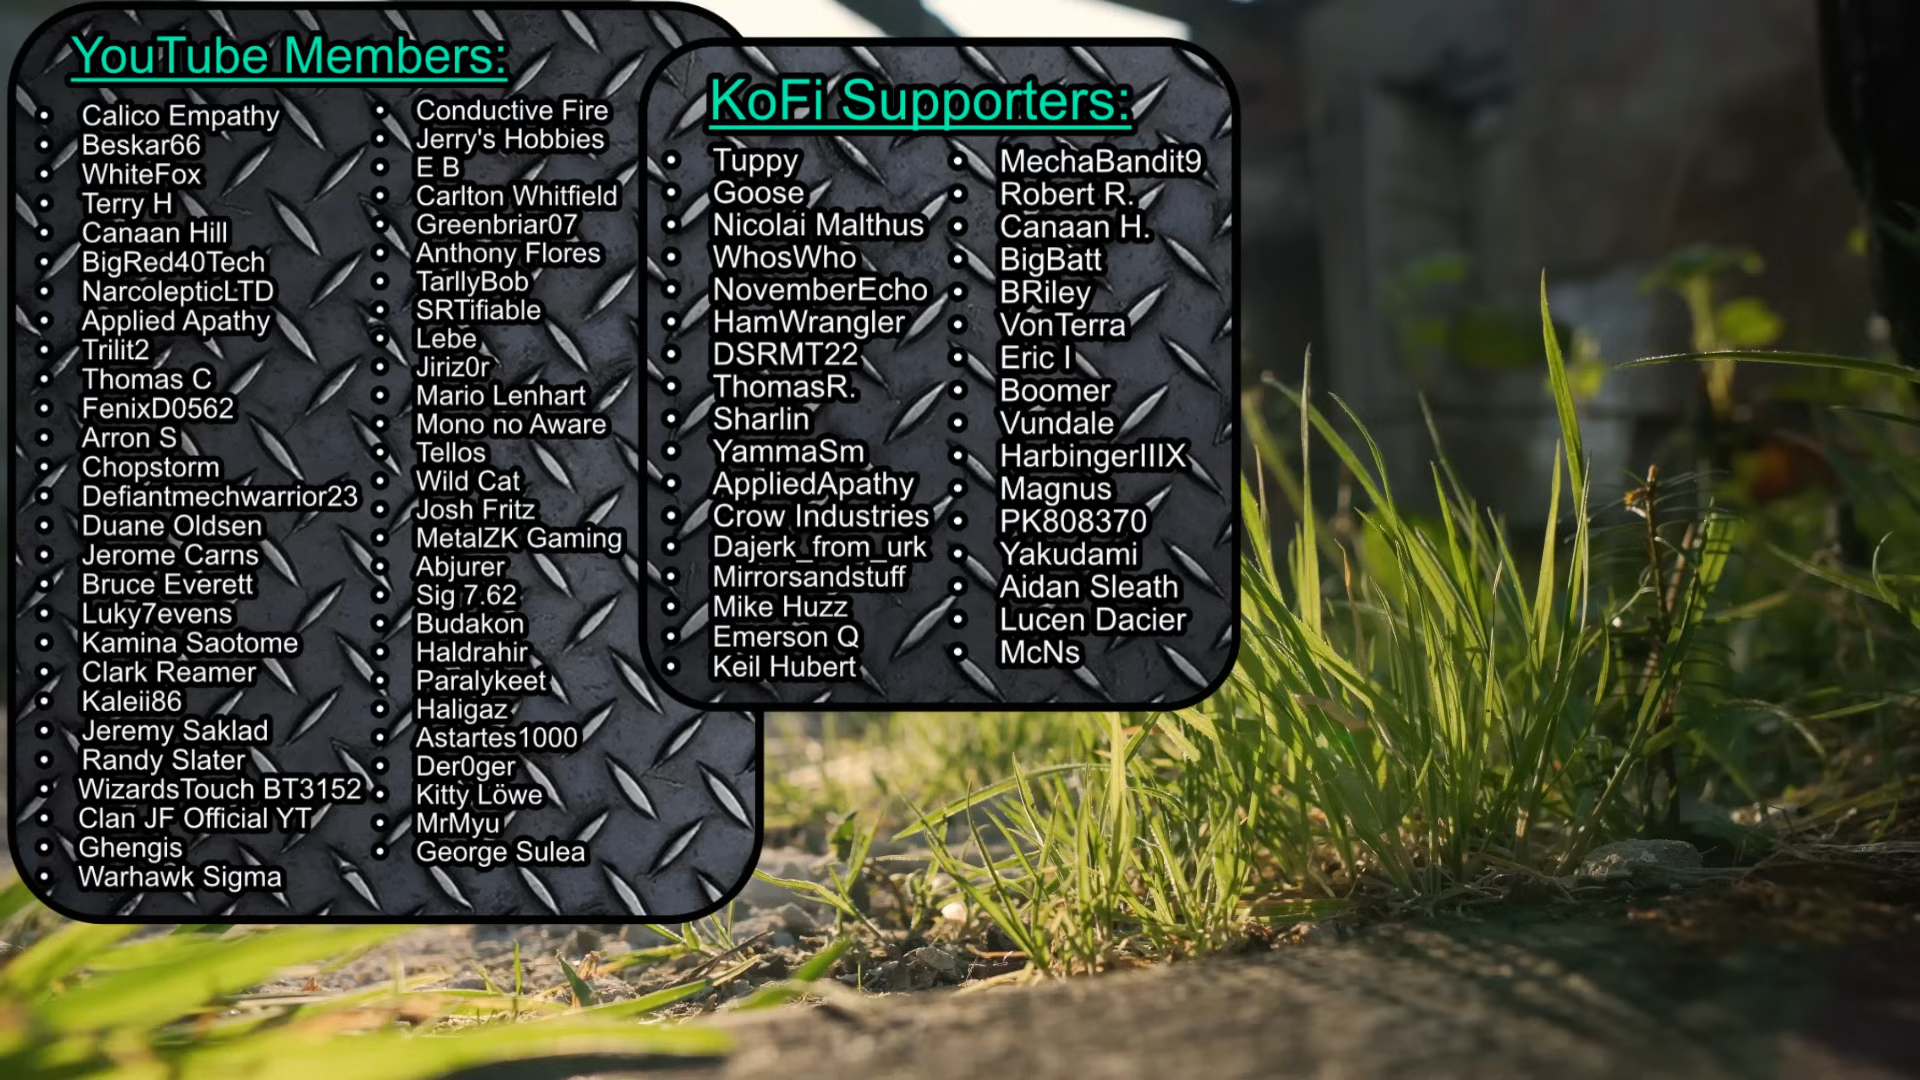 YouTube Members:
Calico Empathy
Beskar66
WhiteFox
Terry H
Canaan Hill
BigRed40Tech
NarcolepticLTD
Applied Apathy
Trilit2
Thomas C
FenixD0562
Arron S
Chopstorm
Defiantmechwarrior23
Duane Oldsen
Jerome Carns
Bruce Everett
Luky7evens
Kamina Saotome
Clark Reamer
Kaleii86
Jeremy Saklad
Randy Slater
WizardsTouch BT3152
Clan JF Official YT
Ghengis
Warhawk Sigma
Conductive Fire
Jerry's Hobbies
E B
Carlton Whitfield
Greenbriar07
Anthony Flores
TarllyBob
SRTifiable
Lebe
Jiriz0r
Mario Lenhart
Mono no Aware
Tellos
Wild Cat
Josh Fritz
MetalZK Gaming
Abjurer
Sig 7.62
Budakon
Haldrahir
Paralykeet
Haligaz
Astartes1000
Der0ger
Kitty Löwe
MrMyu
George Sulea
KoFi Supporters:
Tuppy
Goose
Nicolai Malthus
WhosWho
NovemberEcho
HamWrangler
DSRMT22
ThomasR.
Sharlin
YammaSm
AppliedApathy
Crow Industries
Dajerk_from_urk
Mirrorsandstuff
Mike Huzz
Emerson Q
Keil Hubert
MechaBandit9
Robert R.
Canaan H.
BigBatt
BRiley
VonTerra
Eric I
Boomer
Vundale
HarbingerIIIX
Magnus
PK808370
Yakudami
Aidan Sleath
Lucen Dacier
McNs